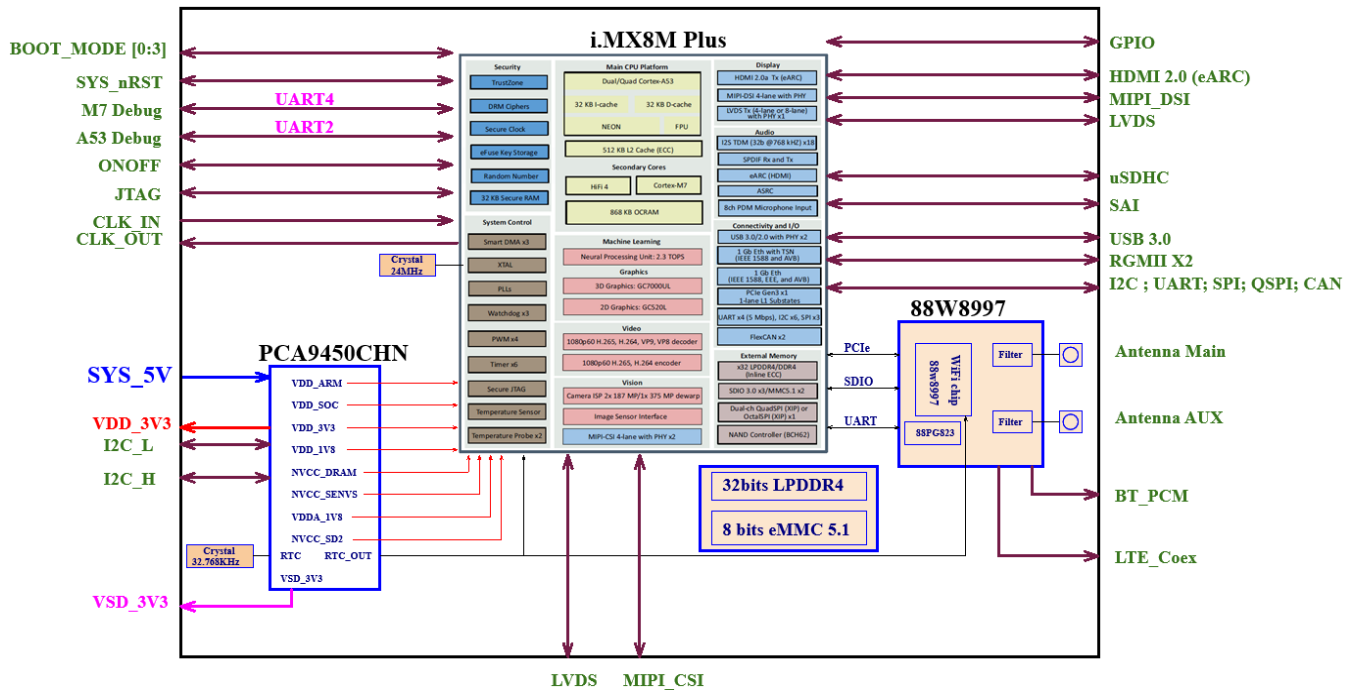 i.MX8M Plus
BOOT_MODE [0:3]
SYS_nRST
M7 Debug
UART4
A53 Debug
UART2
ONOFF
JTAG
CLK_IN
CLK_OUT
Crystal
24MHz
Security
TrustZone
DRM Ciphers
Secure Clock
eFuse Key Storage
Random Number
32 KB Secure RAM
System Control
Smart DMA x3
XTAL
PLLs
Watchdog x3
PWM x4
Timer x6
Secure JTAG
Temperature Sensor
Temperature Probe x2
Main CPU Platform
Dual/Quad Cortex-A53
32 KB I-cache
32 KB D-cache
NEON
FPU
512 KB L2 Cache (ECC)
Secondary Cores
HiFi 4
Cortex-M7
868 KB OCRAM
Machine Learning
Neural Processing Unit: 2.3 TOPS
Graphics
3D Graphics: GC7000UL
2D Graphics: GC520L
Video
1080p60 H.265, H.264, VP9, VP8 decoder
1080p60 H.265, H.264 encoder
Vision
Camera ISP 2x 187 MP/1x 375 MP dewarp
Image Sensor Interface
MIPI-CSI 4-lane with PHY x2
Display
HDMI 2.0a Tx (eARC)
MIPI-DSI 4-lane with PHY
LVDS Tx (4-lane or 8-lane)
with PHY x1
Audio
I2S TDM (32b @768 kHz) x18
SPDIF Rx and Tx
eARC (HDMI)
ASRC
8ch PDM Microphone Input
Connectivity and I/O
USB 3.0/2.0 with PHY x2
1 Gb Eth with TSN
(IEEE 1588 and AVB)
1 Gb Eth
(IEEE 1588, EEE, and AVB)
PCIe Gen3 x1
1-lane L1 Substates
UART x4 (5 Mbps), I2C x6, SPI x3
FlexCAN x2
External Memory
x32 LPDDR4/DDR4
(Inline ECC)
SDIO 3.0 x3/MMC5.1 x2
Dual-ch QuadSPI (XIP) or
OctalSPI (XIP) x1
NAND Controller (BCH62)
GPIO
HDMI 2.0 (eARC)
MIPI_DSI
LVDS
uSDHC
SAI
USB 3.0
RGMII X2
I2C ; UART; SPI; QSPI; CAN
88W8997
PCIe
SDIO
UART
WiFi chip
88w8997
88PG823
Filter
Filter
Antenna Main
Antenna AUX
BT_PCM
LTE_Coex
32bits LPDDR4
8 bits eMMC 5.1
PCA9450CHN
SYS_5V
VDD_3V3
I2C_L
I2C_H
VDD_ARM
VDD_SOC
VDD_3V3
VDD_1V8
NVCC_DRAM
NVCC_SENVS
VDDA_1V8
NVCC_SD2
RTC
RTC_OUT
VSD_3V3
Crystal
32.768KHz
VSD_3V3
LVDS
MIPI_CSI